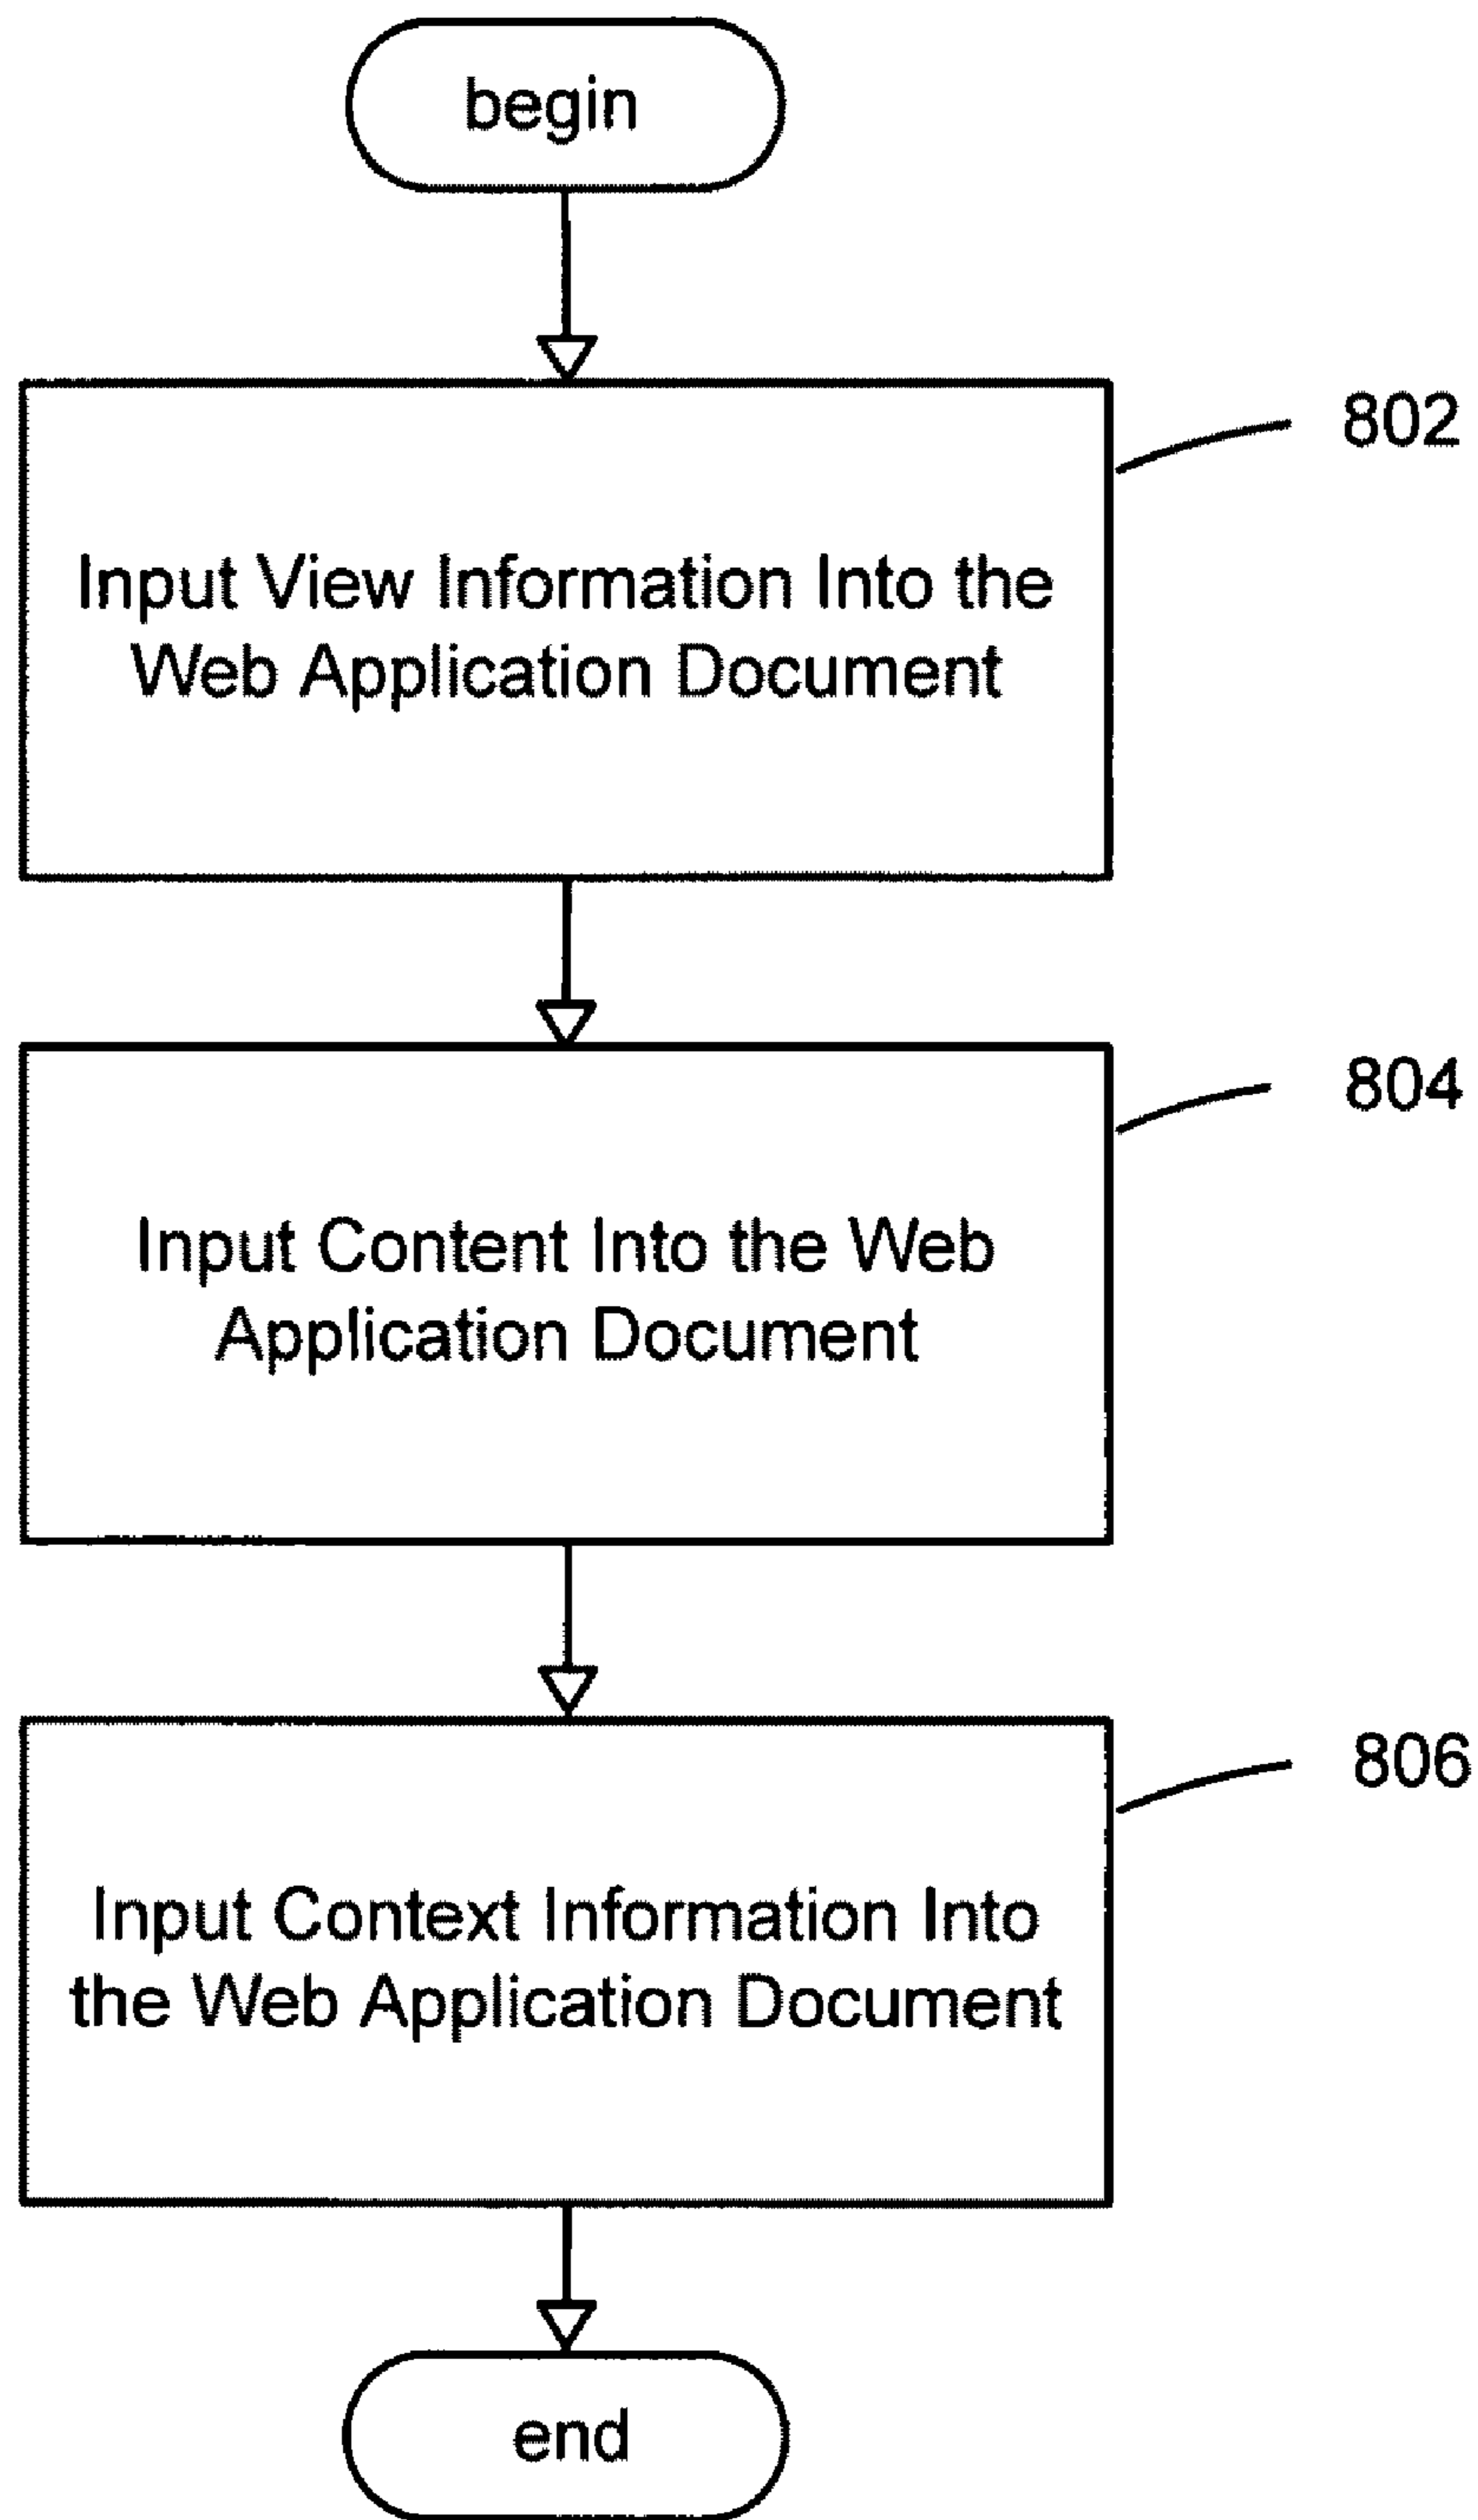 begin
802
Input View Information Into the
Web Application Document
804
Input Content Into the Web
Application Document
806
Input Context Information Into
the Web Application Document
end